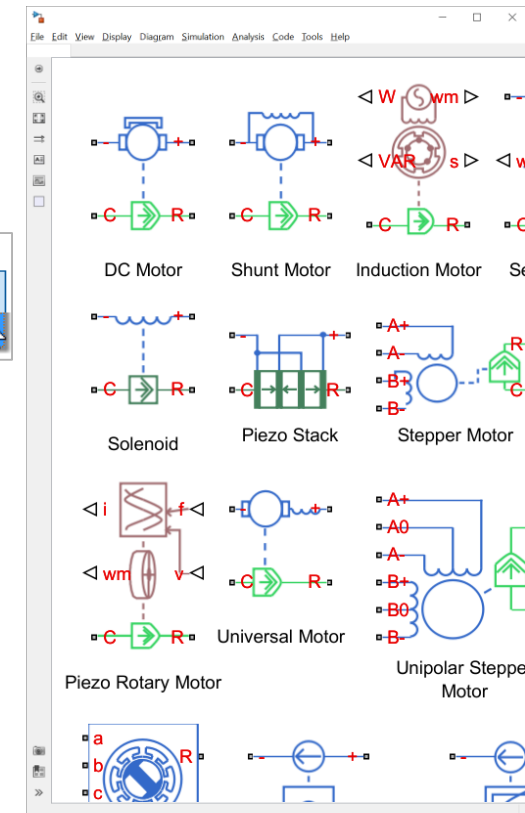 File Edit View Display Diagram Simulation Analysis Code Tools Help
- + - + W wm -
VAR s w
C R C R C R C
DC Motor Shunt Motor Induction Motor Se
- + - + A+
A- R
C R C R B+ C
B-
Solenoid Piezo Stack Stepper Motor
i f - + A+
A0
A-
wm v C R B+
B0
C R Universal Motor B-
Piezo Rotary Motor Unipolar Steppe
Motor
a
R - + -
b
c